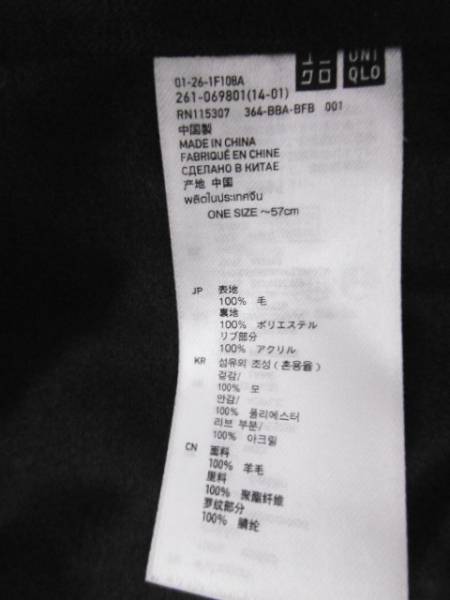 ユニ
クロ
UNI
QLO
01-26-1F108A
261-069801(14-01)
RN115307 364-BBA-BFB 001
中国製
MADE IN CHINA
FABRIQUÉ EN CHINE
СДЕЛАНО В КИТАЕ
产地 中国
ผลิตในประเทศจีน
ONE SIZE ~57cm
JP 表地
100% 毛
裏地
100% ポリエステル
リブ部分
100% アクリル
KR 섬유의 조성 ( 혼용율 )
겉감/
100% 모
안감/
100% 폴리에스터
리브 부분/
100% 아크릴
CN 面料
100% 羊毛
里料
100% 聚酯纤维
罗纹部分
100% 腈纶